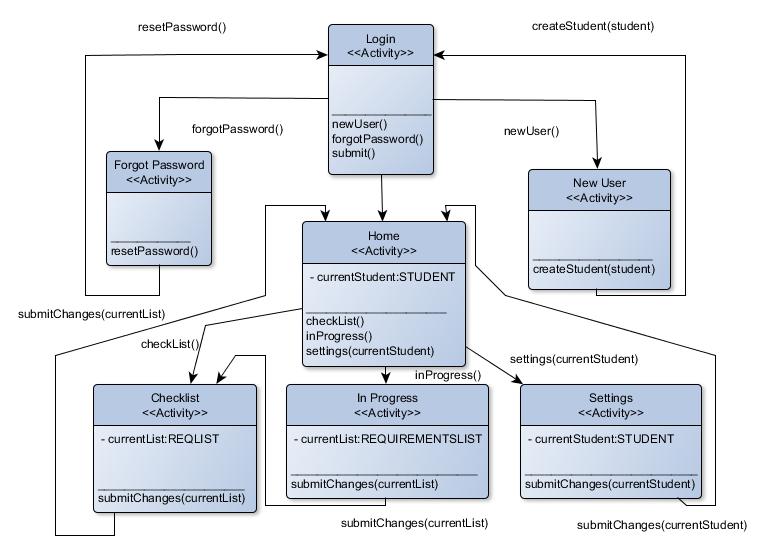 resetPassword()
createStudent(student)
Login
<<Activity>>
newUser()
forgotPassword()
submit()
forgotPassword()
newUser()
Forgot Password
<<Activity>>
resetPassword()
New User
<<Activity>>
createStudent(student)
Home
<<Activity>>
- currentStudent:STUDENT
checkList()
inProgress()
settings(currentStudent)
submitChanges(currentList)
checkList()
settings(currentStudent)
inProgress()
Checklist
<<Activity>>
- currentList:REQLIST
submitChanges(currentList)
In Progress
<<Activity>>
- currentList:REQUIREMENTSLIST
submitChanges(currentList)
Settings
<<Activity>>
- currentStudent:STUDENT
submitChanges(currentStudent)
submitChanges(currentList)
submitChanges(currentStudent)